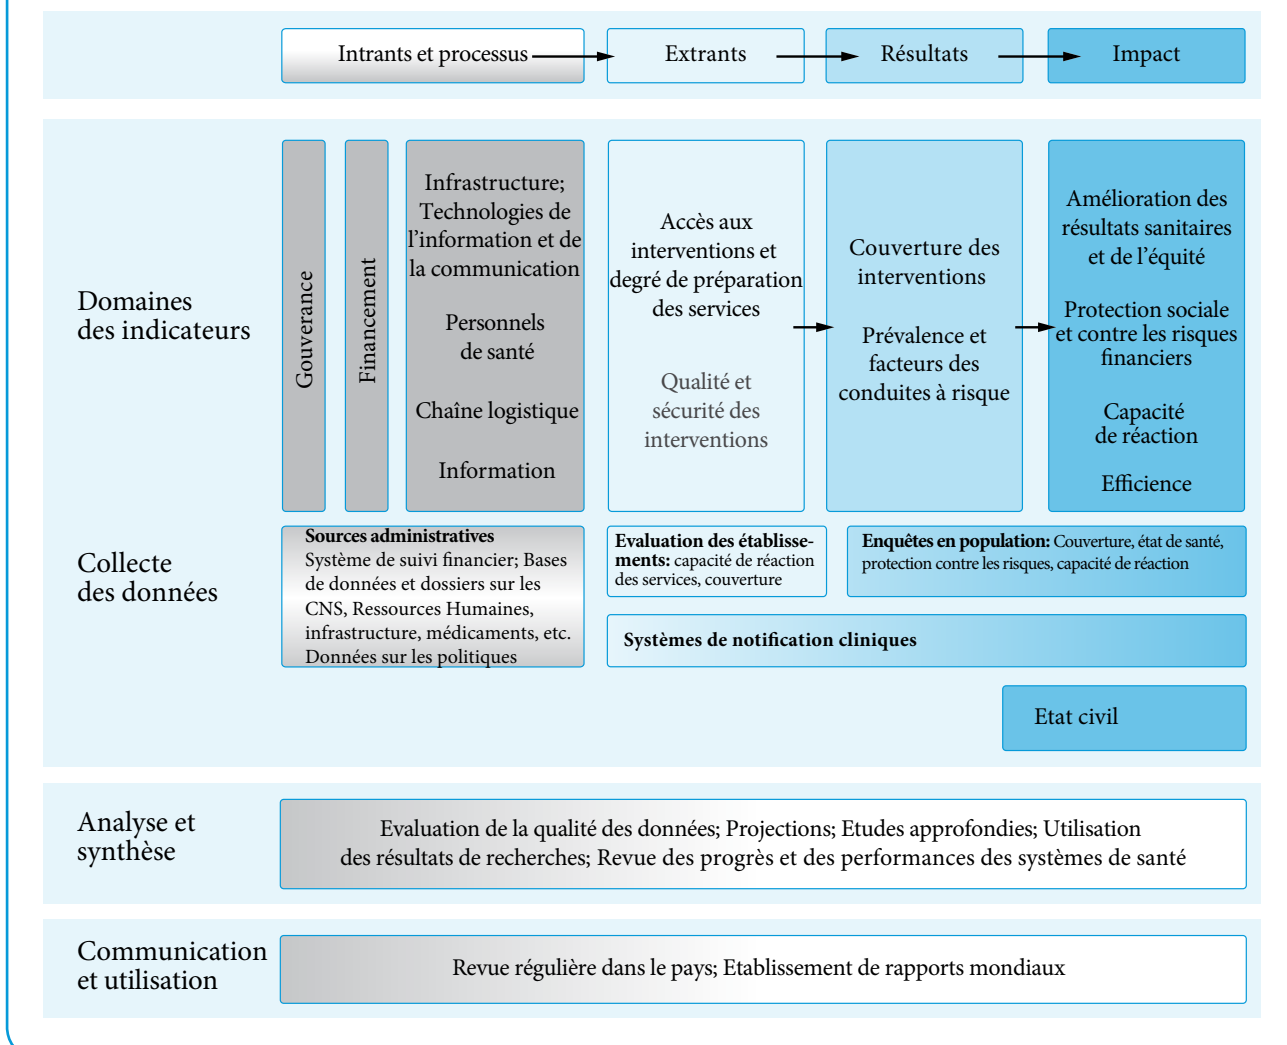 Intrants et processus
Extrants
Résultats
Impact
Domaines
des indicateurs
Gouverance
Financement
Infrastructure;
Technologies de
l'information et de
la communication
Personnels
de santé
Chaîne logistique
Information
Accès aux
interventions et
degré de préparation
des services
Qualité et
sécurité des
interventions
Couverture des
interventions
Prévalence et
facteurs des
conduites à risque
Amélioration des
résultats sanitaires
et de l'équité
Protection sociale
et contre les risques
financiers
Capacité
de réaction
Efficience
Collecte
des données
Sources administratives
Système de suivi financier; Bases
de données et dossiers sur les
CNS, Ressources Humaines,
infrastructure, médicaments, etc.
Données sur les politiques
Evaluation des établisse-
ments: capacité de réaction
des services, couverture
Enquêtes en population: Couverture, état de santé,
protection contre les risques, capacité de réaction
Systèmes de notification cliniques
Etat civil
Analyse et
synthèse
Evaluation de la qualité des données; Projections; Etudes approfondies; Utilisation
des résultats de recherches; Revue des progrès et des performances des systèmes de santé
Communication
et utilisation
Revue régulière dans le pays; Etablissement de rapports mondiaux